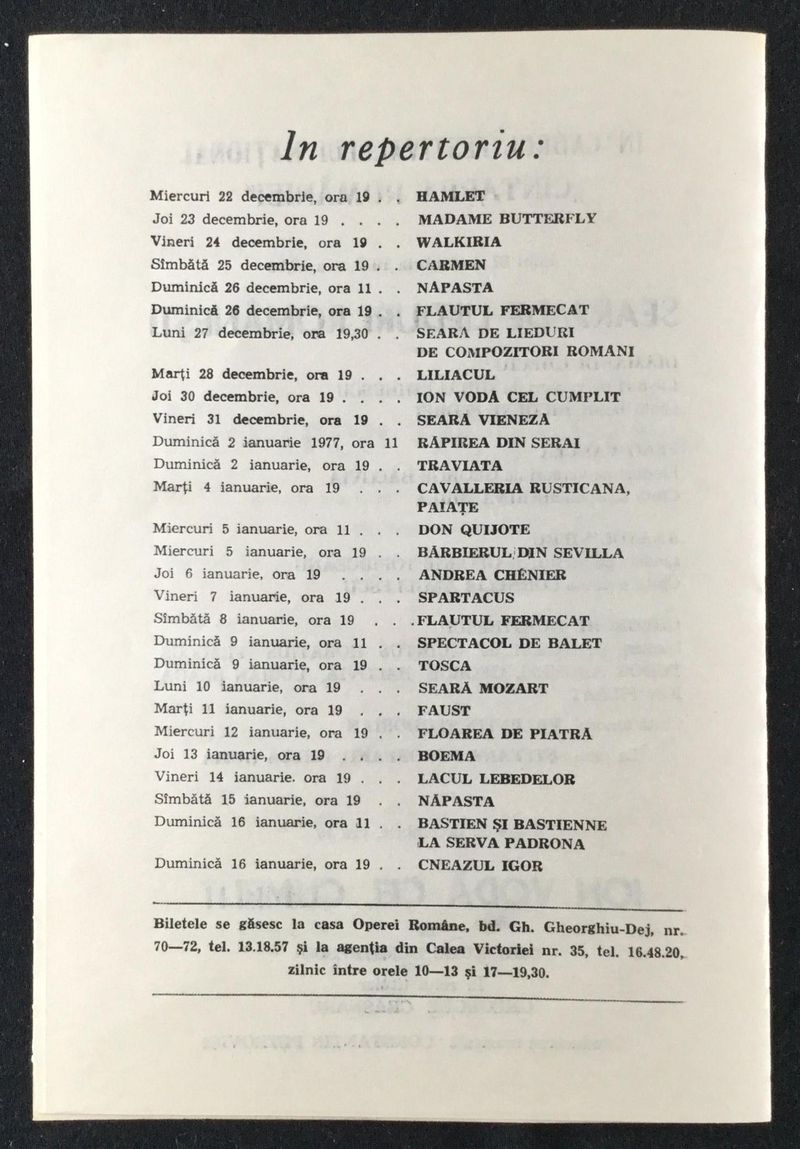 In repertoriu:
Miercuri 22 decembrie, ora 19 . . HAMLET
Joi 23 decembrie, ora 19 . . . . MADAME BUTTERFLY
Vineri 24 decembrie, ora 19 . . WALKIRIA
Sîmbătă 25 decembrie, ora 19 . . CARMEN
Duminică 26 decembrie, ora 11 . . NĂPASTA
Duminică 26 decembrie, ora 19 . . FLAUTUL FERMECAT
Luni 27 decembrie, ora 19,30 . . SEARA DE LIEDURI
DE COMPOZITORI ROMANI
Marți 28 decembrie, ora 19 . . . LILIACUL
Joi 30 decembrie, ora 19 . . . . ION VODĂ CEL CUMPLIT
Vineri 31 decembrie, ora 19 . . SEARĂ VIENEZĂ
Duminică 2 ianuarie 1977, ora 11 RĂPIREA DIN SERAI
Duminică 2 ianuarie, ora 19 . . TRAVIATA
Marți 4 ianuarie, ora 19 . . . CAVALLERIA RUSTICANA,
PAIAȚE
Miercuri 5 ianuarie, ora 11 . . . DON QUIJOTE
Miercuri 5 ianuarie, ora 19 . . BĂRBIERUL DIN SEVILLA
Joi 6 ianuarie, ora 19 . . . . ANDREA CHÉNIER
Vineri 7 ianuarie, ora 19 . . . SPARTACUS
Sîmbătă 8 ianuarie, ora 19 . . . FLAUTUL FERMECAT
Duminică 9 ianuarie, ora 11 . . SPECTACOL DE BALET
Duminică 9 ianuarie, ora 19 . . TOSCA
Luni 10 ianuarie, ora 19 . . . SEARĂ MOZART
Marți 11 ianuarie, ora 19 . . . FAUST
Miercuri 12 ianuarie, ora 19 . . FLOAREA DE PIATRĂ
Joi 13 ianuarie, ora 19 . . . . BOEMA
Vineri 14 ianuarie. ora 19 . . . LACUL LEBEDELOR
Sîmbătă 15 ianuarie, ora 19 . . NĂPASTA
Duminică 16 ianuarie, ora 11 . . BASTIEN ȘI BASTIENNE
LA SERVA PADRONA
Duminică 16 ianuarie, ora 19 . . CNEAZUL IGOR
Biletele se găsesc la casa Operei Române, bd. Gh. Gheorghiu-Dej, nr.
70—72, tel. 13.18.57 și la agenția din Calea Victoriei nr. 35, tel. 16.48.20,
zilnic între orele 10—13 și 17—19,30.